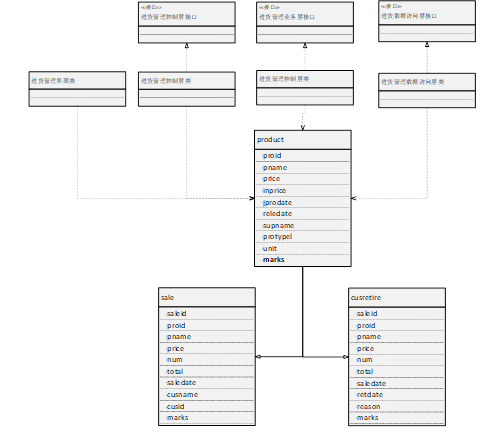 ≪接口≫
进货管理控制层接口
≪接口≫
进货管理业务层接口
≪接口≫
进货数据访问层接口
进货管理界面类
进货管理控制层类
进货管理控制层类
进货管理数据访问层类
product
-proid
-pname
-price
-inprice
-jprodate
-reledate
-supname
-protypel
-unit
-marks
sale
-saleid
-proid
-pname
-price
-num
-total
-saledate
-cusname
-cusid
-marks
cusretire
-saleid
-proid
-pname
-price
-num
-total
-saledate
-retdate
-reason
-marks